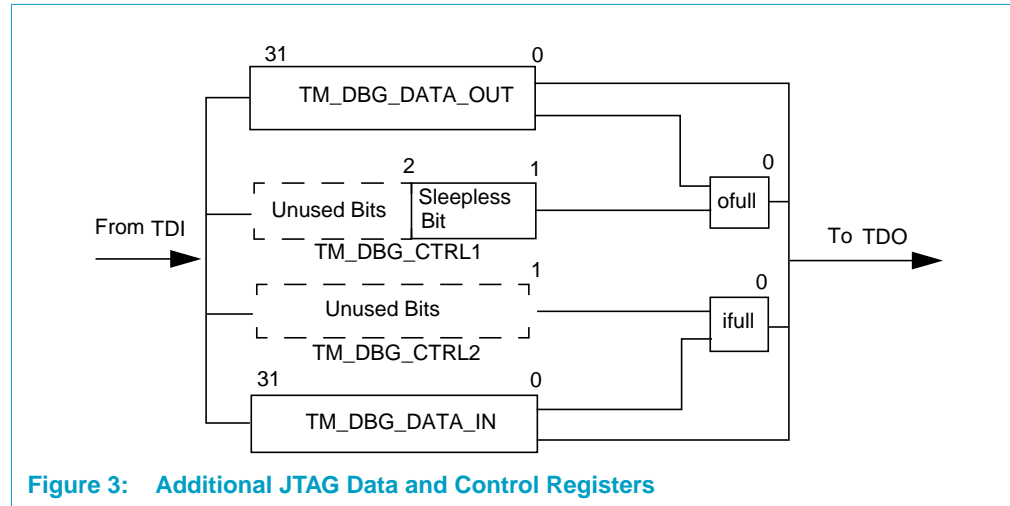 31 0
TM_DBG_DATA_OUT
0
2 1
Unused Bits Sleepless
Bit
ofull
From TDI
TM_DBG_CTRL1
To TDO
1 0
Unused Bits
ifull
TM_DBG_CTRL2
31 0
TM_DBG_DATA_IN
Figure 3: Additional JTAG Data and Control Registers